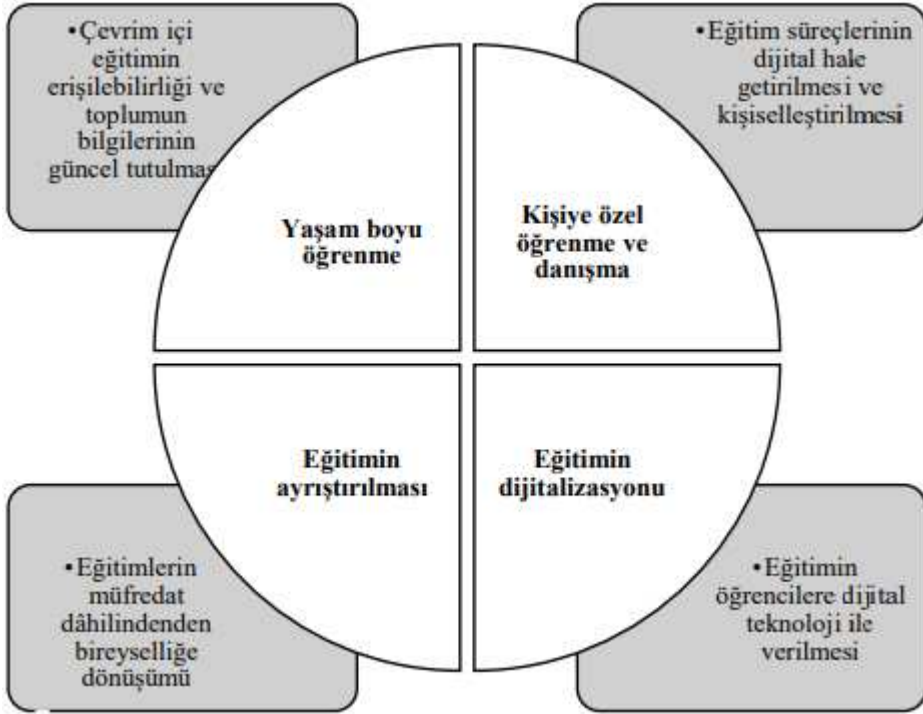 •Çevrim içi
eğitimin
erişilebilirliği ve
toplumun
bilgilerinin
güncel tutulmas
•Eğitim süreçlerinin
dijital hale
getirilmesi ve
kişiselleştirilmesi
Yaşam boyu
öğrenme
Kişiye özel
öğrenme ve
danışma
Eğitimin
ayrıştırılması
Eğitimin
dijitalizasyonu
•Eğitimlerin
müfredat
dâhilindenden
bireyselliğe
dönüşümü
•Eğitimin
öğrencilere dijital
teknoloji ile
verilmesi